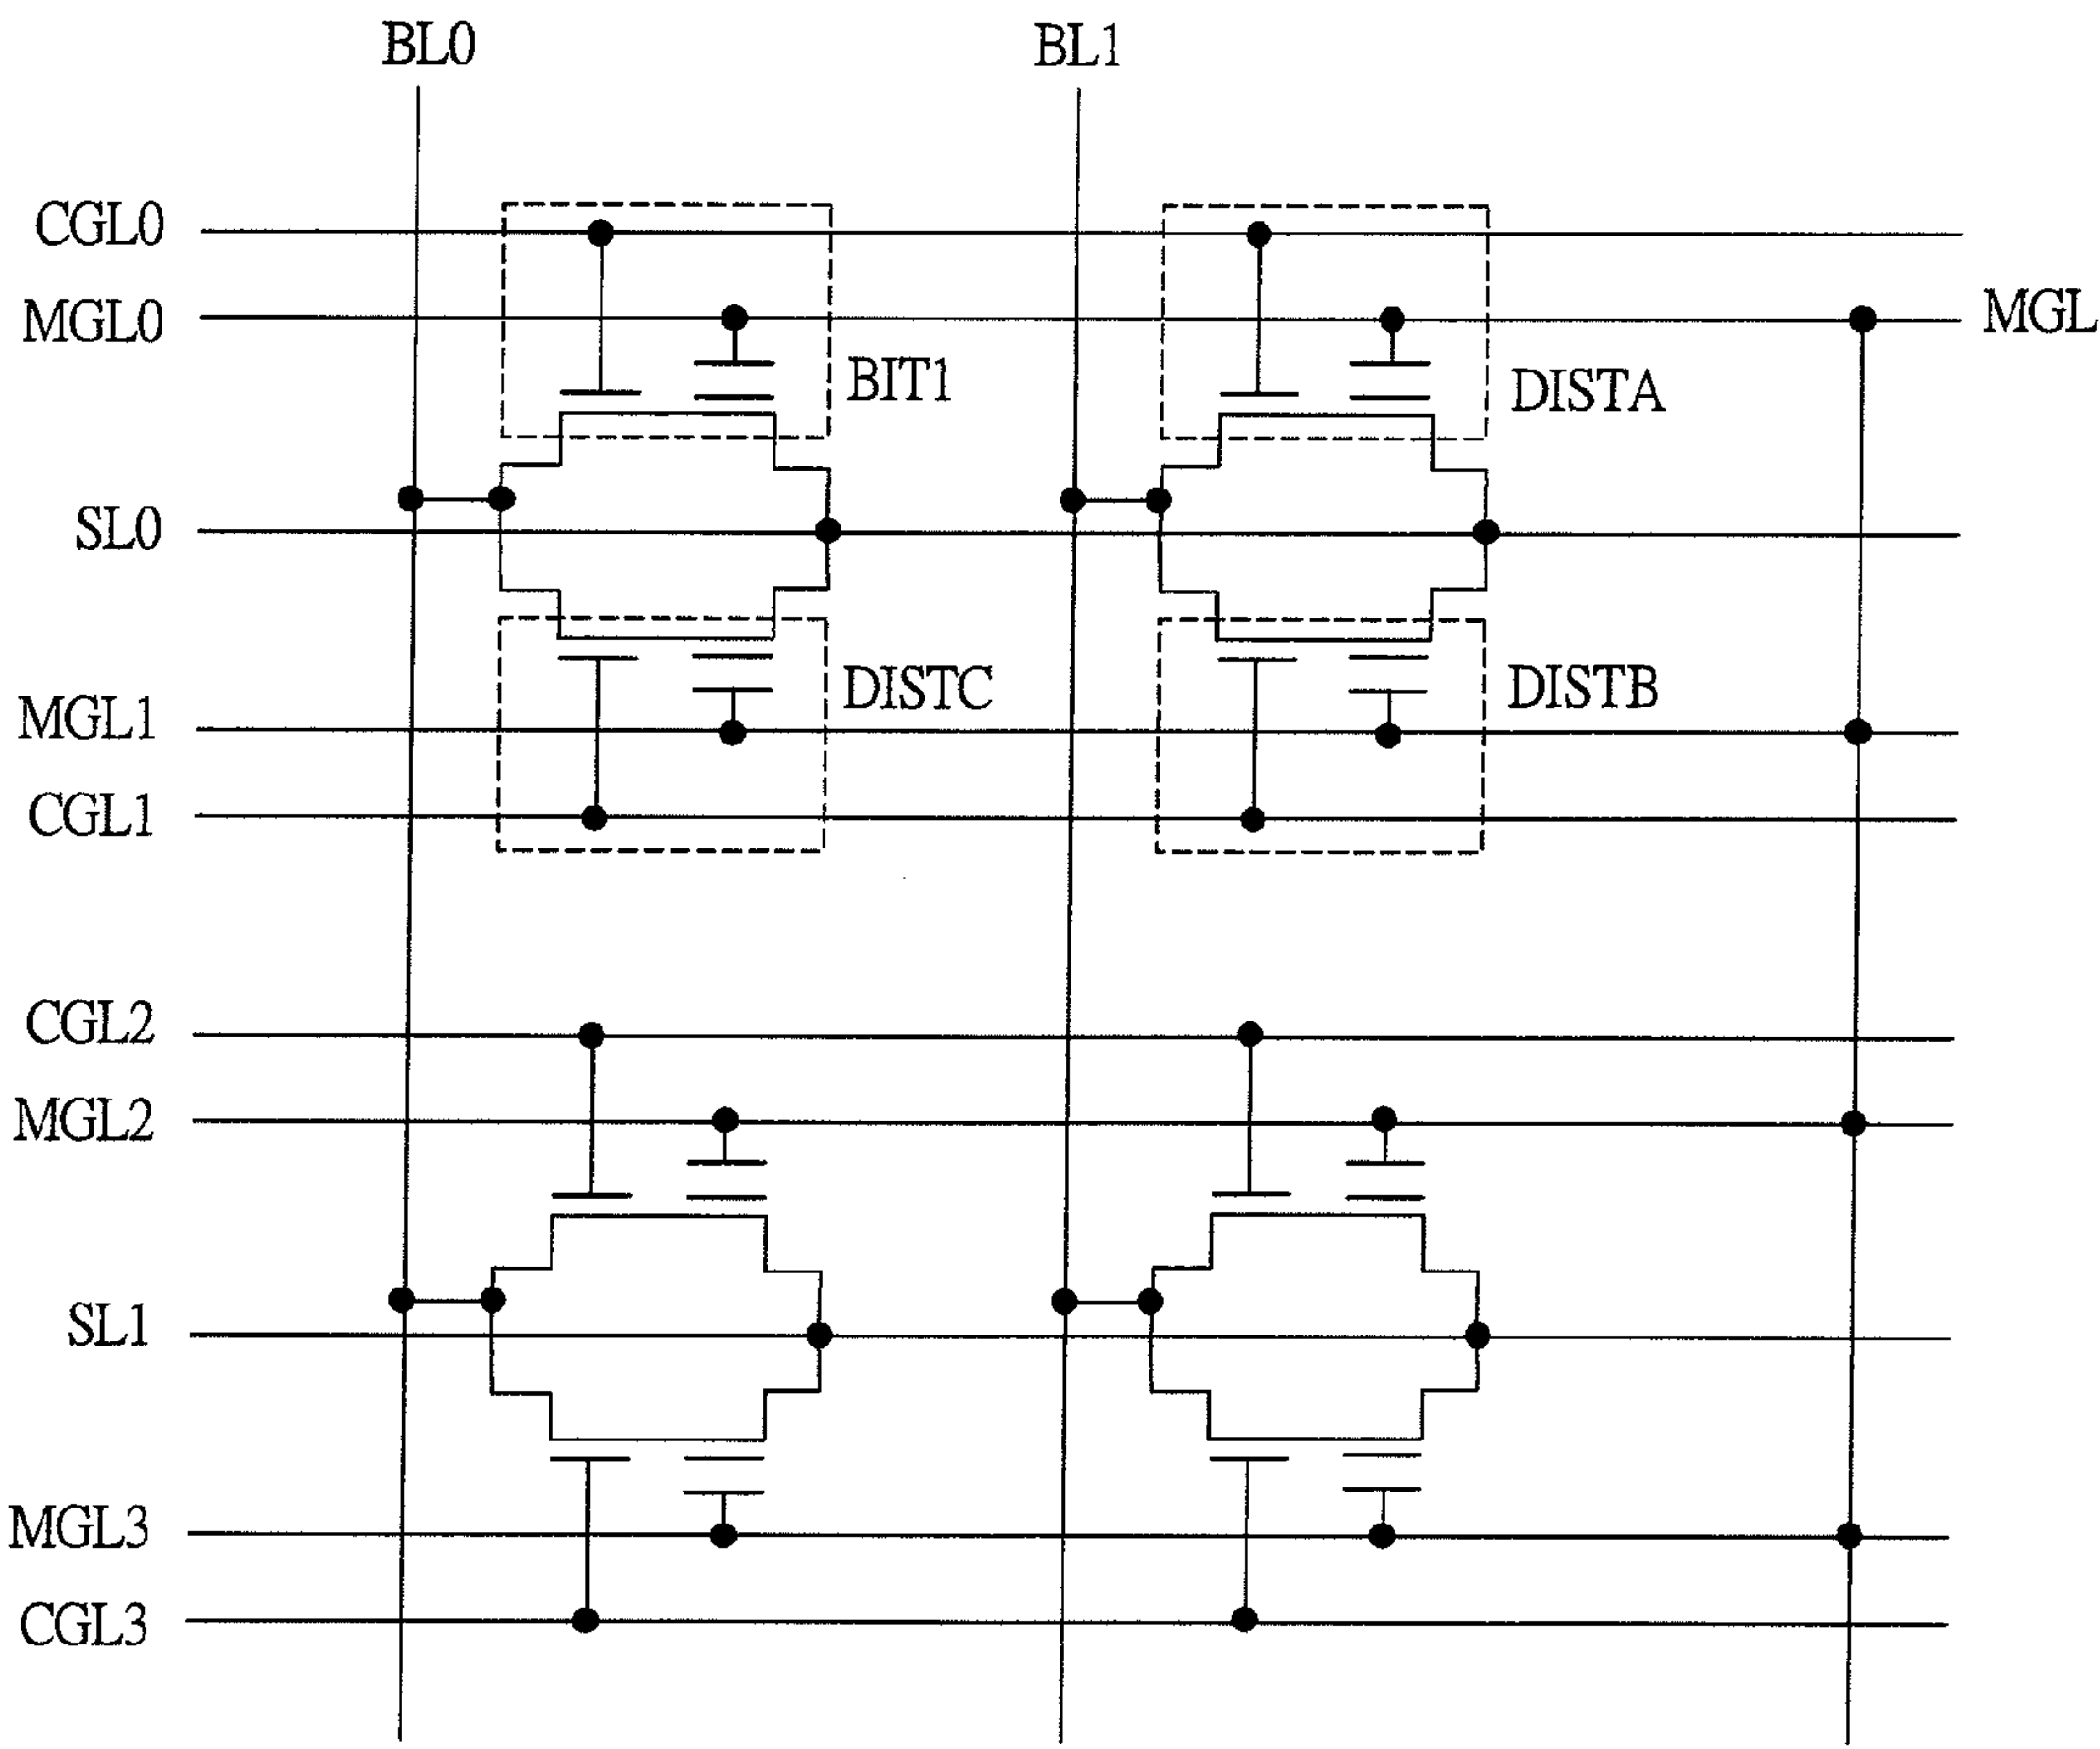 BL0
BL1
CGL0
MGL0
MGL
BIT1
DISTA
SL0
DISTC
DISTB
MGL1
CGL1
CGL2
MGL2
SL1
MGL3
CGL3